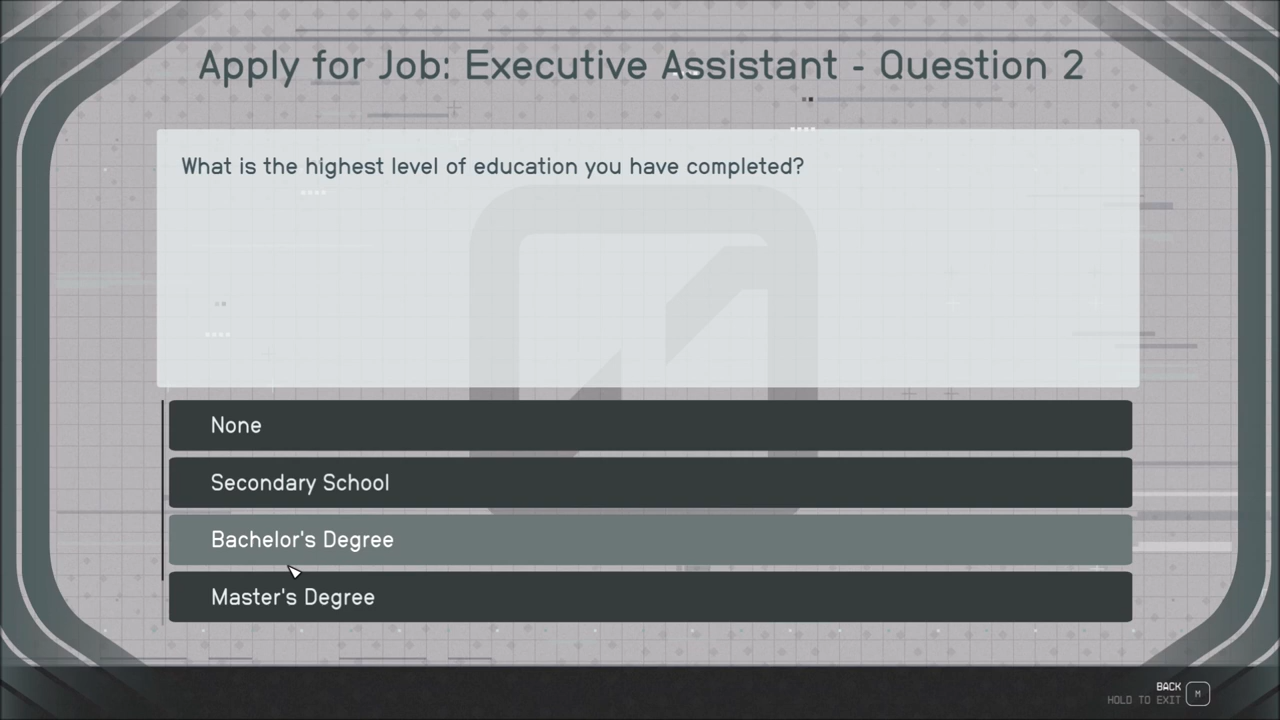 Apply for Job: Executive Assistant - Question 2
What is the highest level of education you have completed?
None
Secondary School
Bachelor's Degree
Master's Degree
BACK
HOLD TO EXIT
M